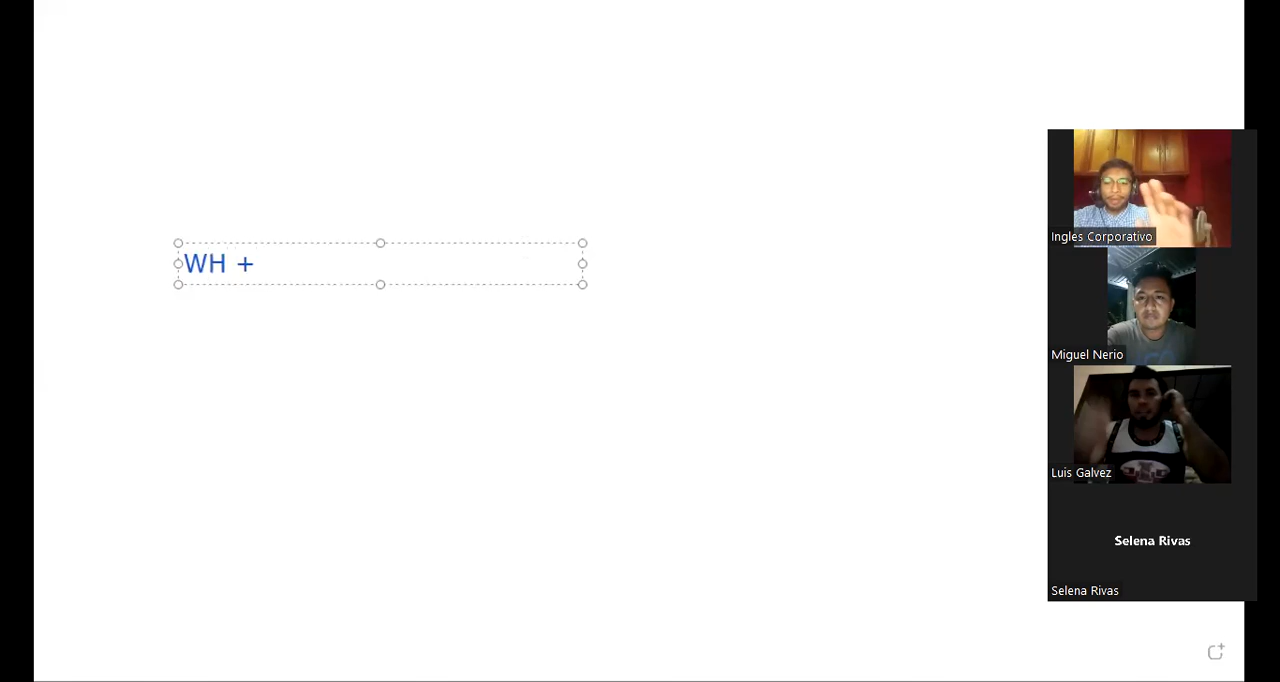 WH +
Ingles Corporativo
Miguel Nerio
Luis Galvez
Selena Rivas
Selena Rivas